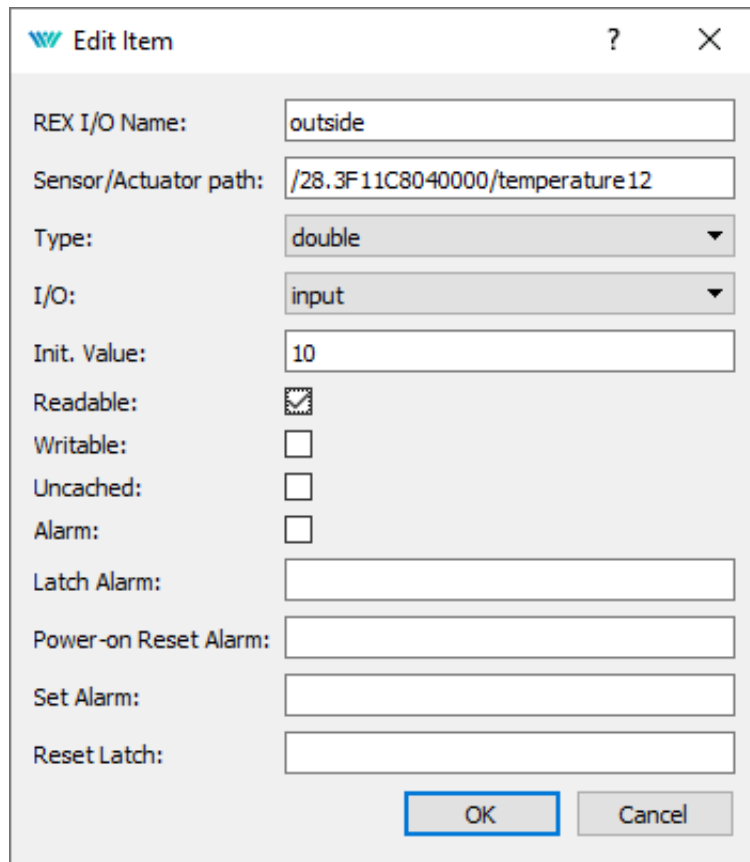 Edit Item ? ×
REX I/O Name: outside
Sensor/Actuator path: /28.3F11C8040000/temperature12
Type: double
I/O: input
Init. Value: 10
Readable:
Writable:
Uncached:
Alarm:
Latch Alarm:
Power-on Reset Alarm:
Set Alarm:
Reset Latch:
OK Cancel